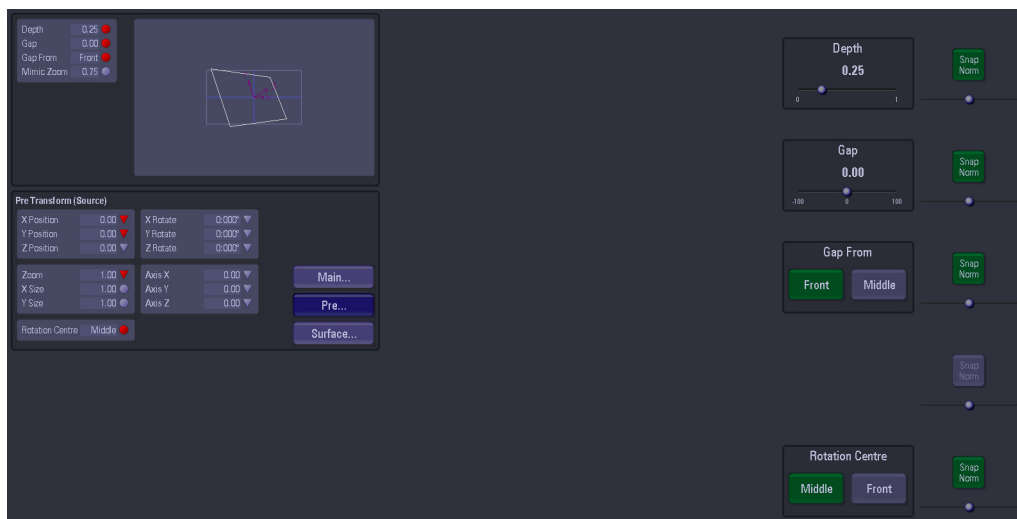 Depth 0.25
Gap 0.00
Gap From Front
Mimic Zoom 0.75
Pre Transform (Source)
X Position 0.00 X Rotate 0:000°
Y Position 0.00 Y Rotate 0:000°
Z Position 0.00 Z Rotate 0:000°
Zoom 1.00 Axis X 0.00
X Size 1.00 Axis Y 0.00
Y Size 1.00 Axis Z 0.00
Rotation Centre Middle
Main...
Pre...
Surface...
Depth
0.25
0 1
Snap
Norm
Gap
0.00
-100 0 100
Snap
Norm
Gap From
Front Middle
Snap
Norm
Snap
Norm
Rotation Centre
Middle Front
Snap
Norm